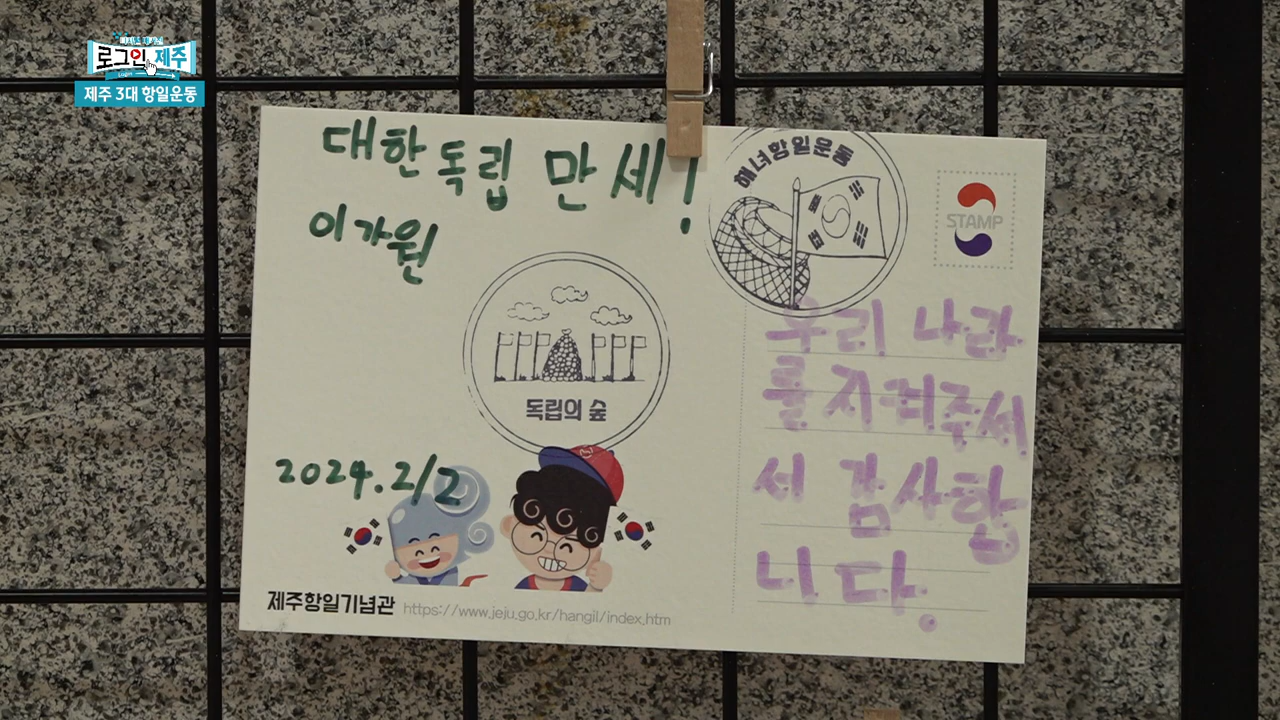 로그인 제주
제주 3대 항일운동
대한독립 만세!
이가원
해녀항일운동
STAMP
독립의 숲
우리 나라
를 지켜주셔
서 감사합
니다.
2024.2/2
제주항일기념관 https://www.jeju.go.kr/hangil/index.htm